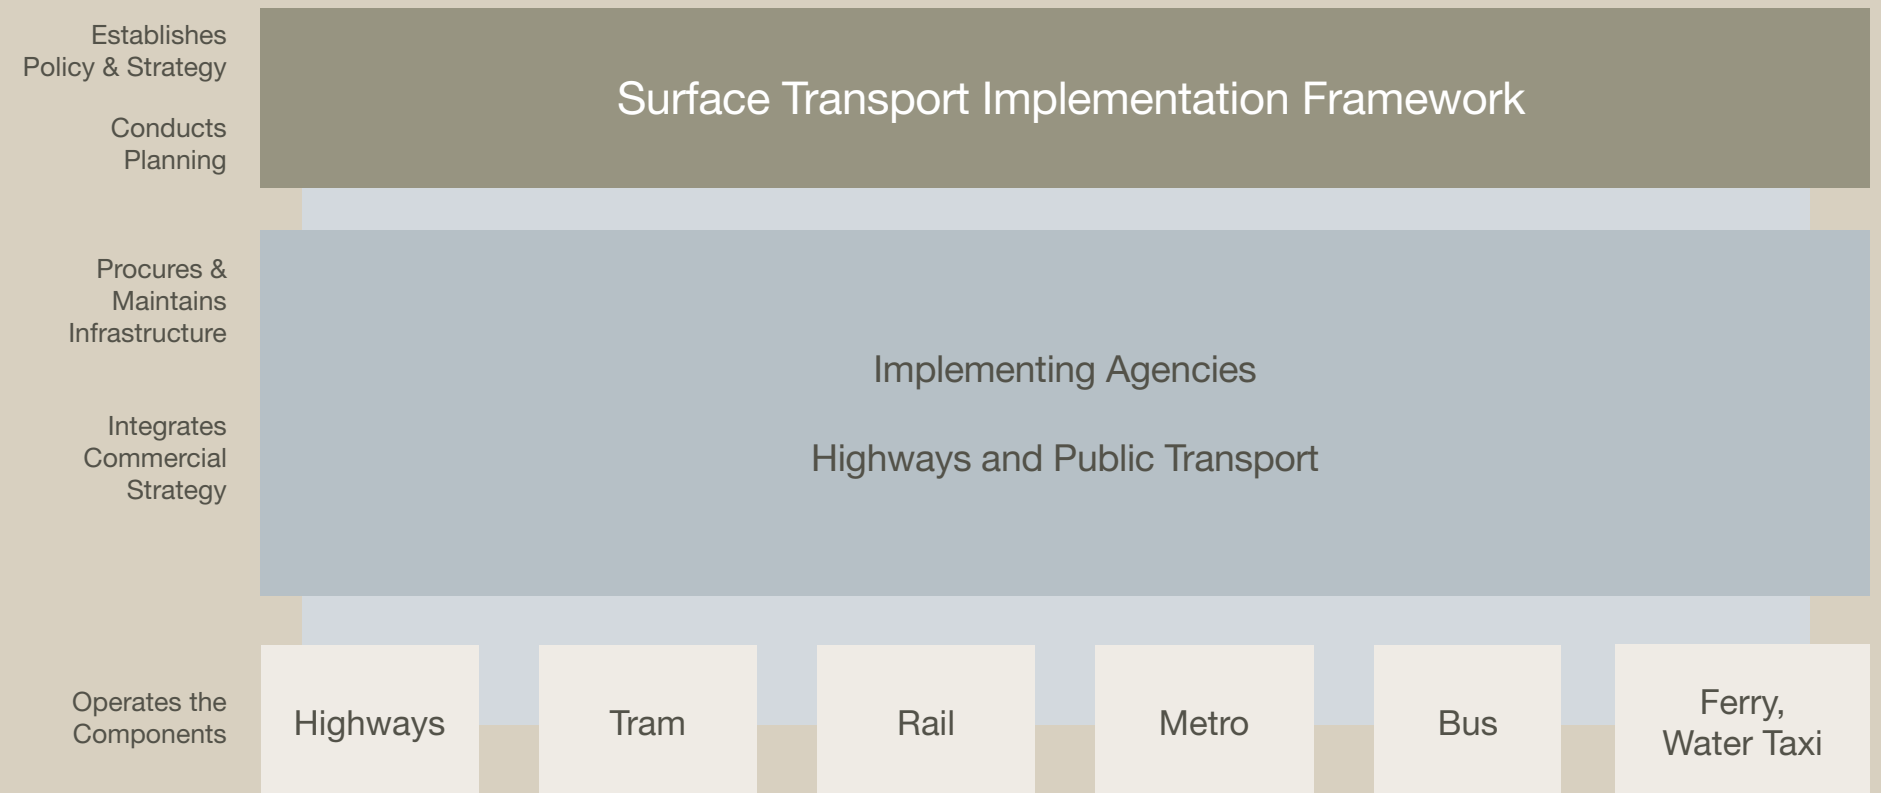 Establishes
Policy & Strategy
Conducts
Planning
Surface Transport Implementation Framework
Procures &
Maintains
Infrastructure
Integrates
Commercial
Strategy
Implementing Agencies
Highways and Public Transport
Operates the
Components
Highways
Tram
Rail
Metro
Bus
Ferry,
Water Taxi